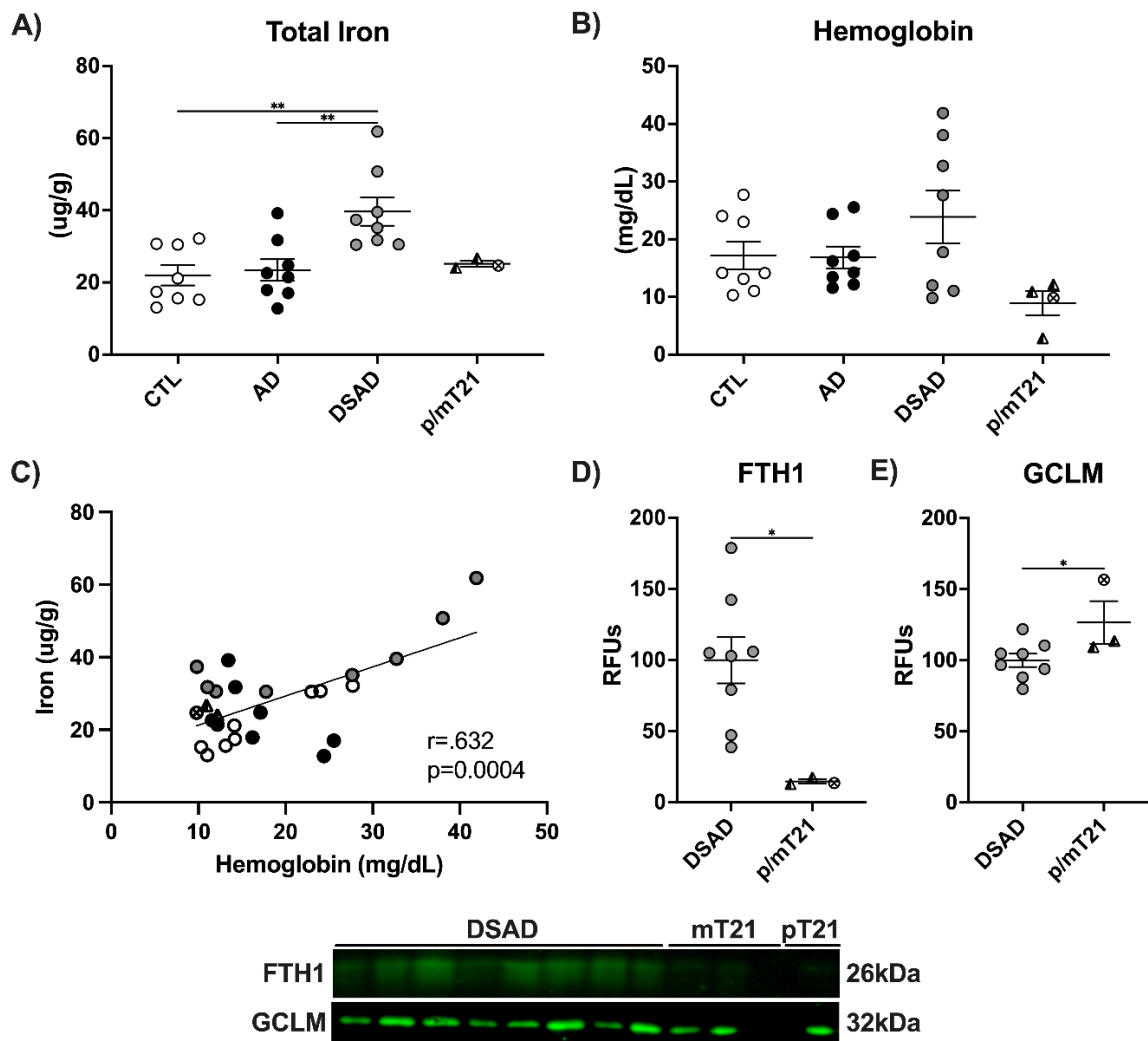 A)
Total Iron
(ug/g)
80
60
40
20
0
**
**
CTL
AD
DSAD
p/mT21
B)
Hemoglobin
(mg/dL)
50
40
30
20
10
0
CTL
AD
DSAD
p/mT21
C)
Iron (ug/g)
80
60
40
20
0
r=.632
p=0.0004
0 10 20 30 40 50
Hemoglobin (mg/dL)
D)
FTH1
RFUs
200
150
100
50
0
*
DSAD
p/mT21
E)
GCLM
RFUs
200
150
100
50
0
*
DSAD
p/mT21
DSAD mT21 pT21
FTH1 26kDa
GCLM 32kDa